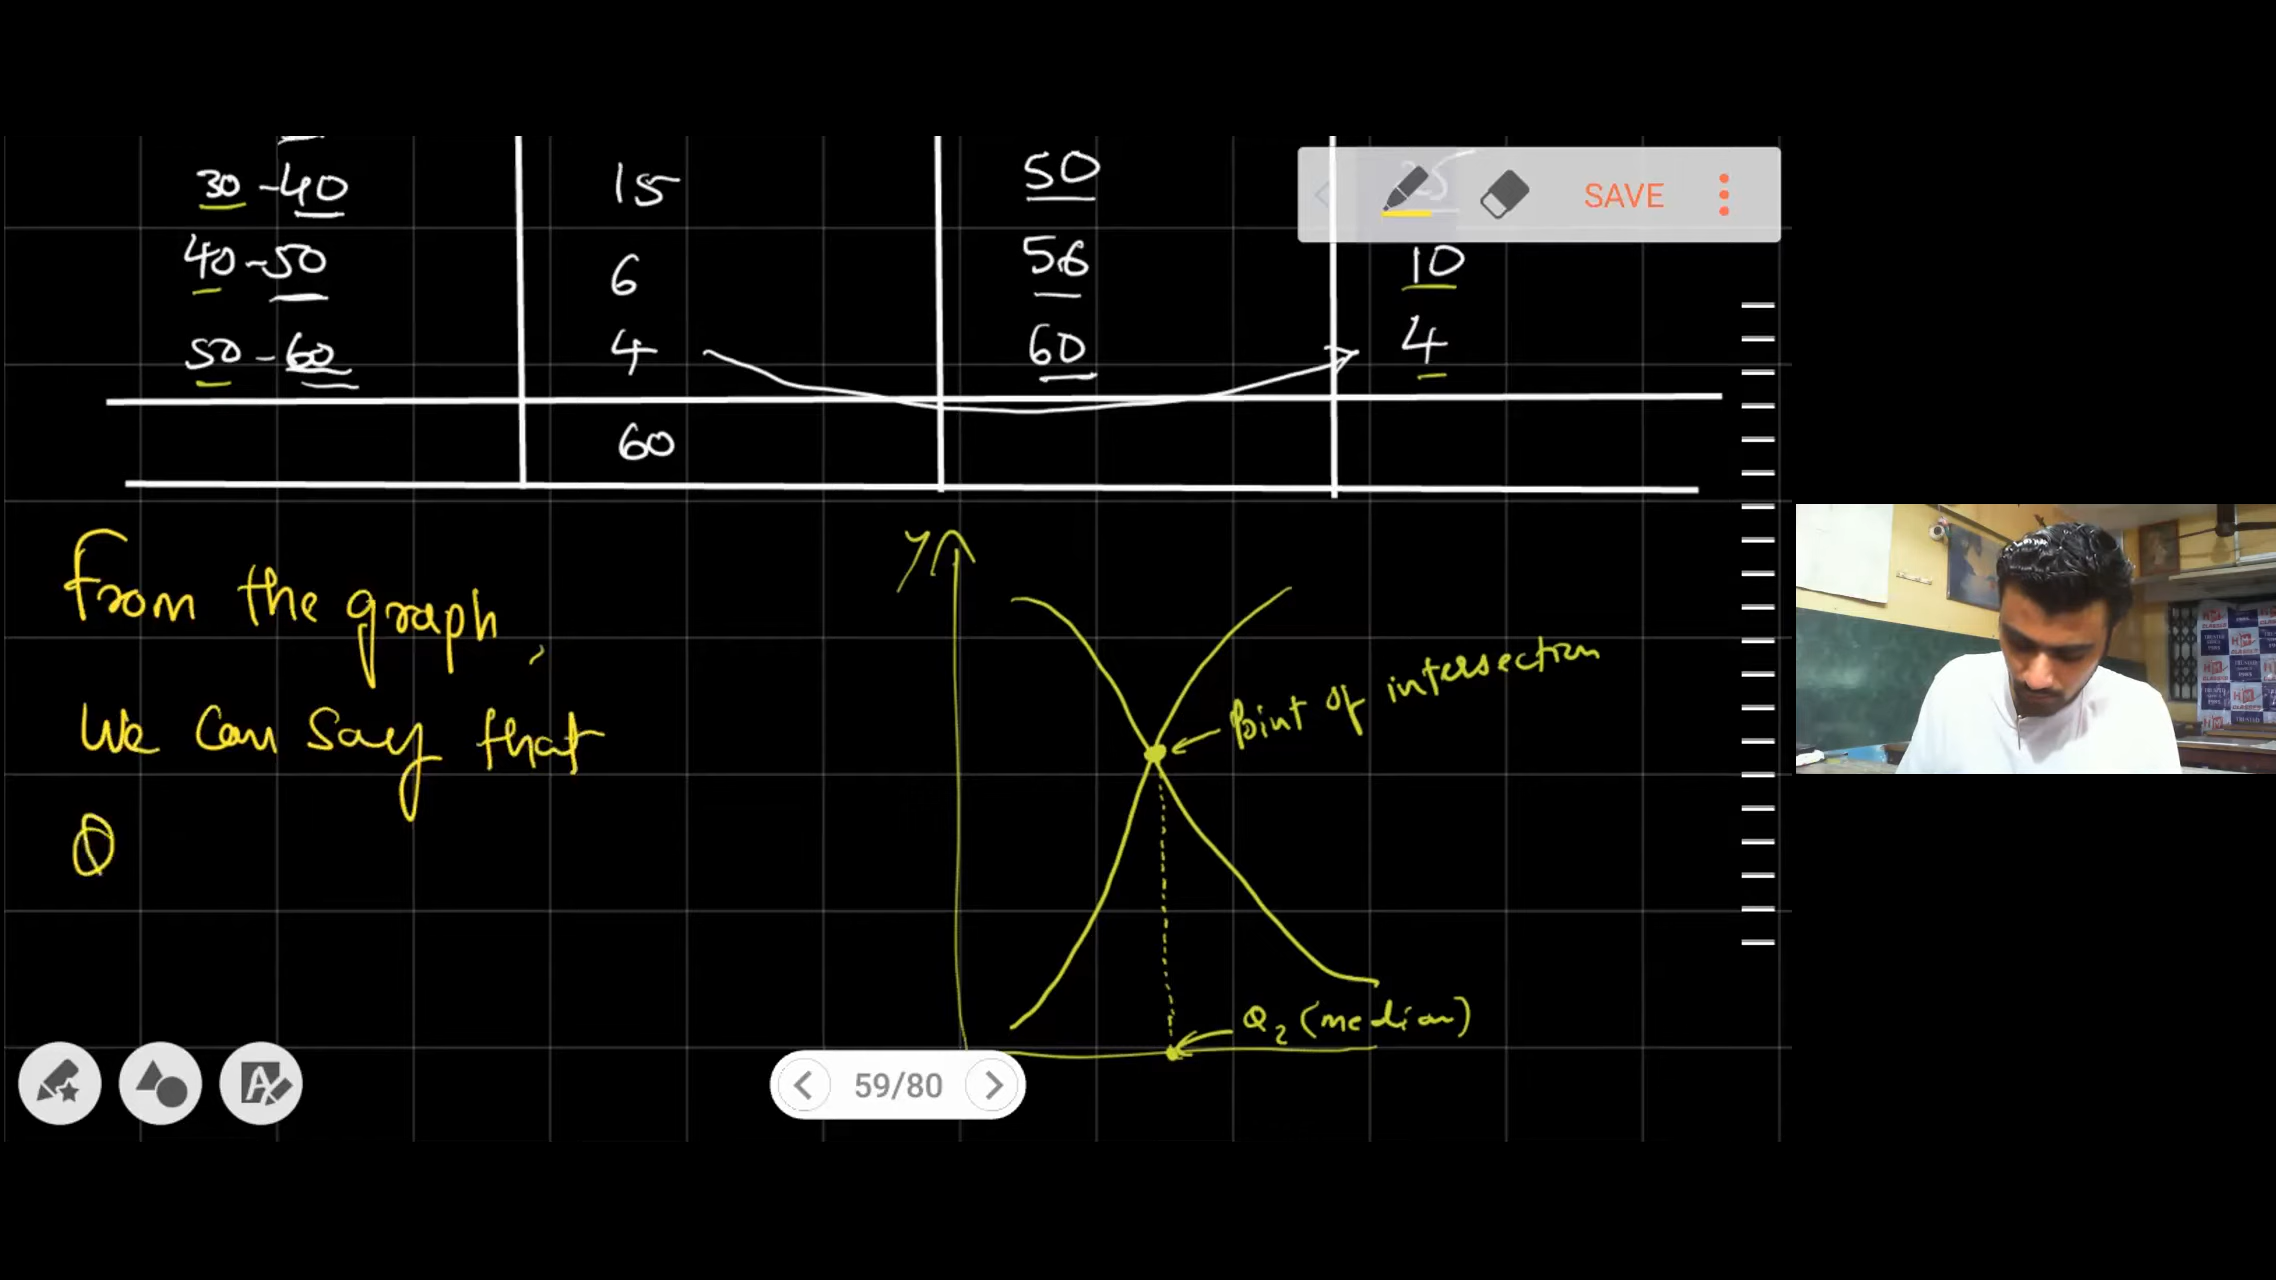 30 - 40 15 50 25
SAVE
40 - 50 6 56 10
50 - 60 4 60 4
60
From the graph,
We can say that
Q
Y
Point of intersection
Q2 (median)
59/80